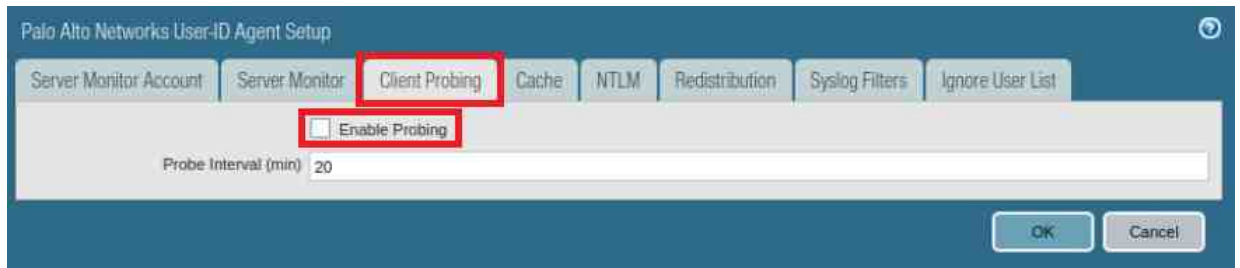 Palo Alto Networks User-ID Agent Setup
Server Monitor Account Server Monitor Client Probing Cache NTLM Redistribution Syslog Filters Ignore User List
Enable Probing
Probe Interval (min) 20
OK Cancel